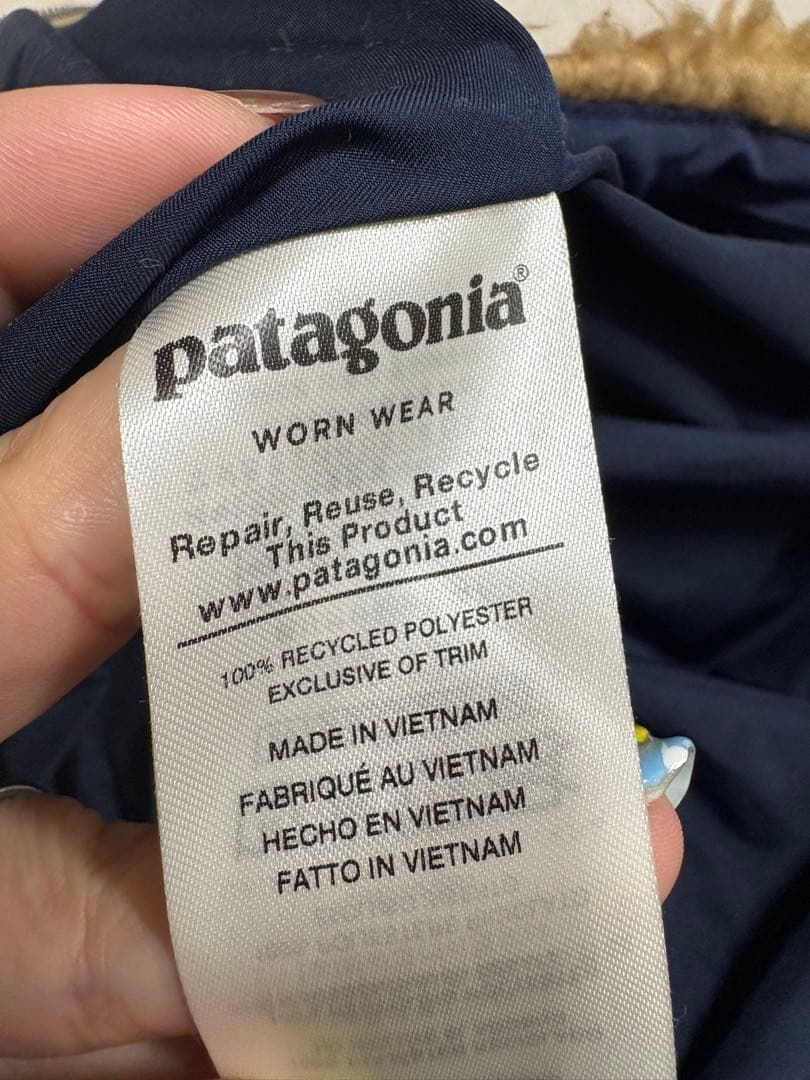 patagonia®
WORN WEAR
Repair, Reuse, Recycle
This Product
www.patagonia.com
100% RECYCLED POLYESTER
EXCLUSIVE OF TRIM
MADE IN VIETNAM
FABRIQUÉ AU VIETNAM
HECHO EN VIETNAM
FATTO IN VIETNAM